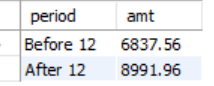 period amt
Before 12 6837.56
After 12 8991.96